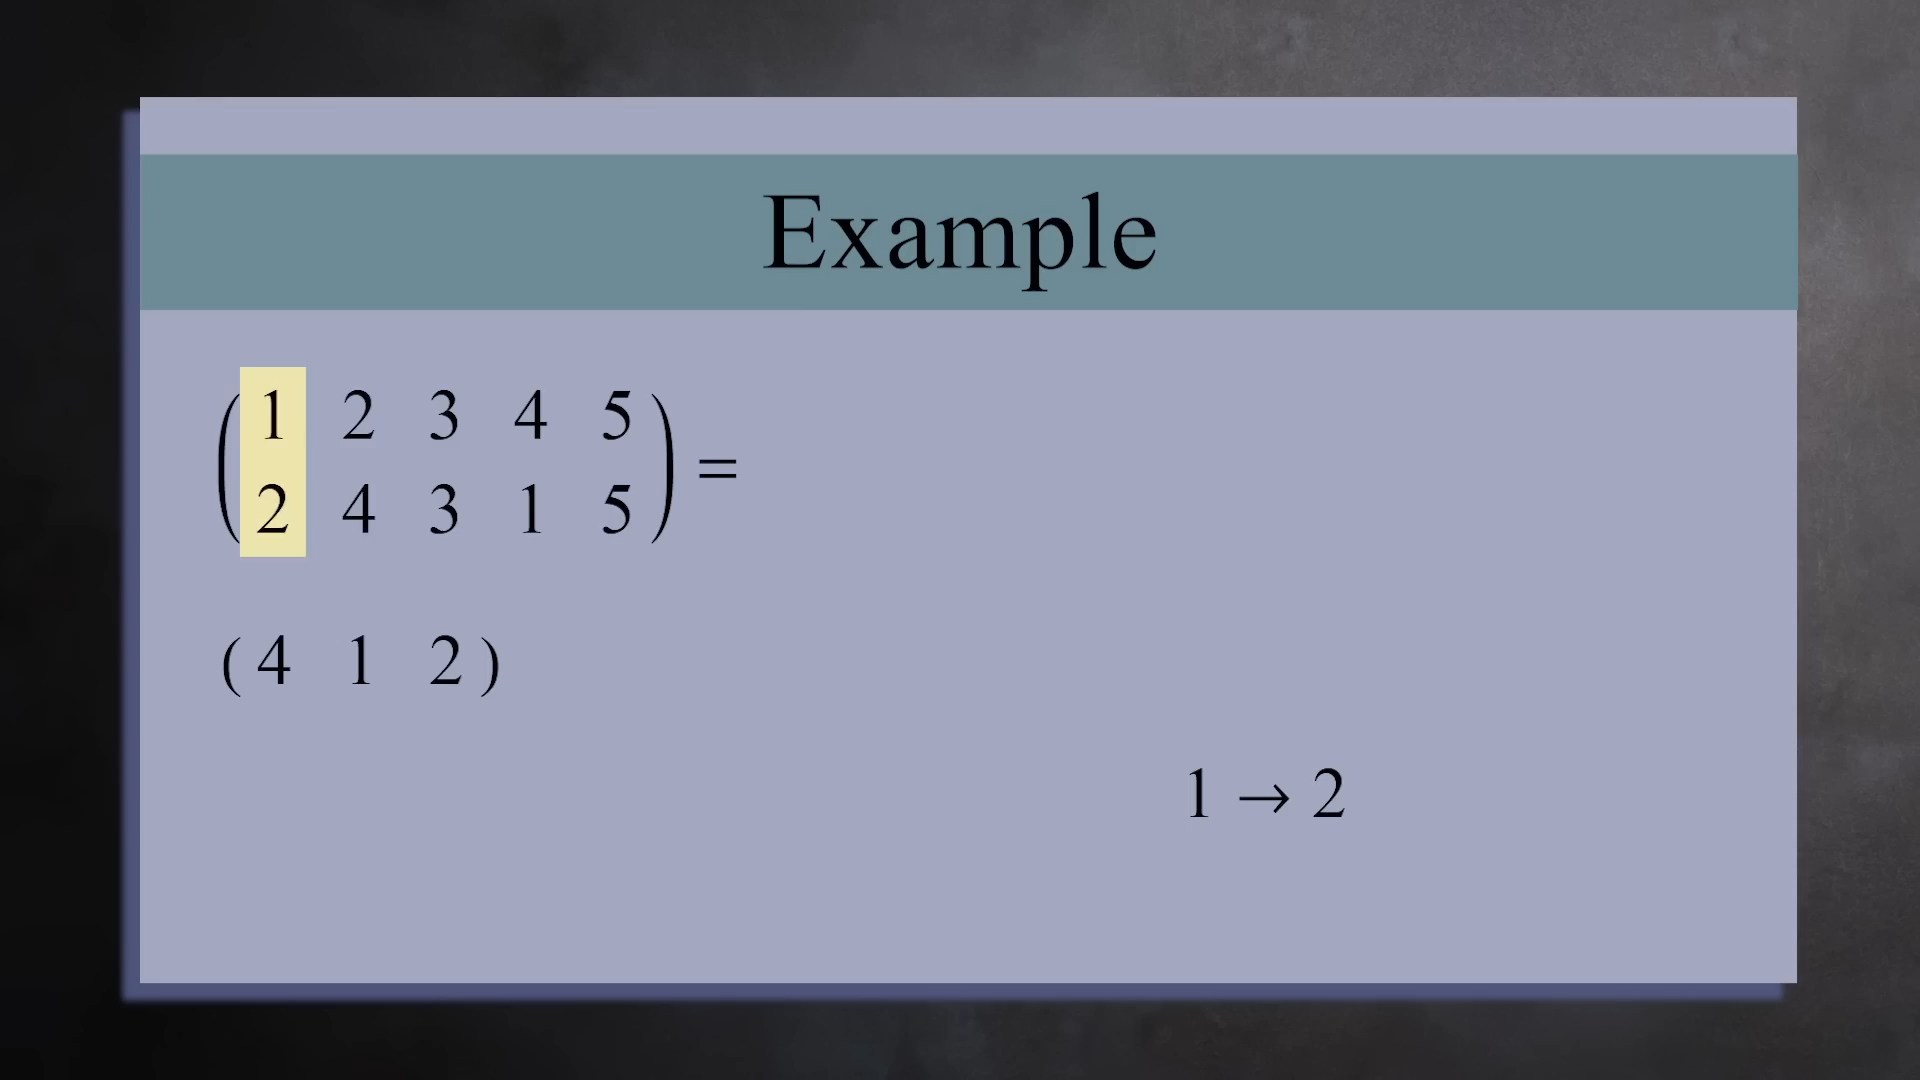 Example
( 1 2 3 4 5
2 4 3 1 5 ) =
( 4 1 2 )
1 → 2